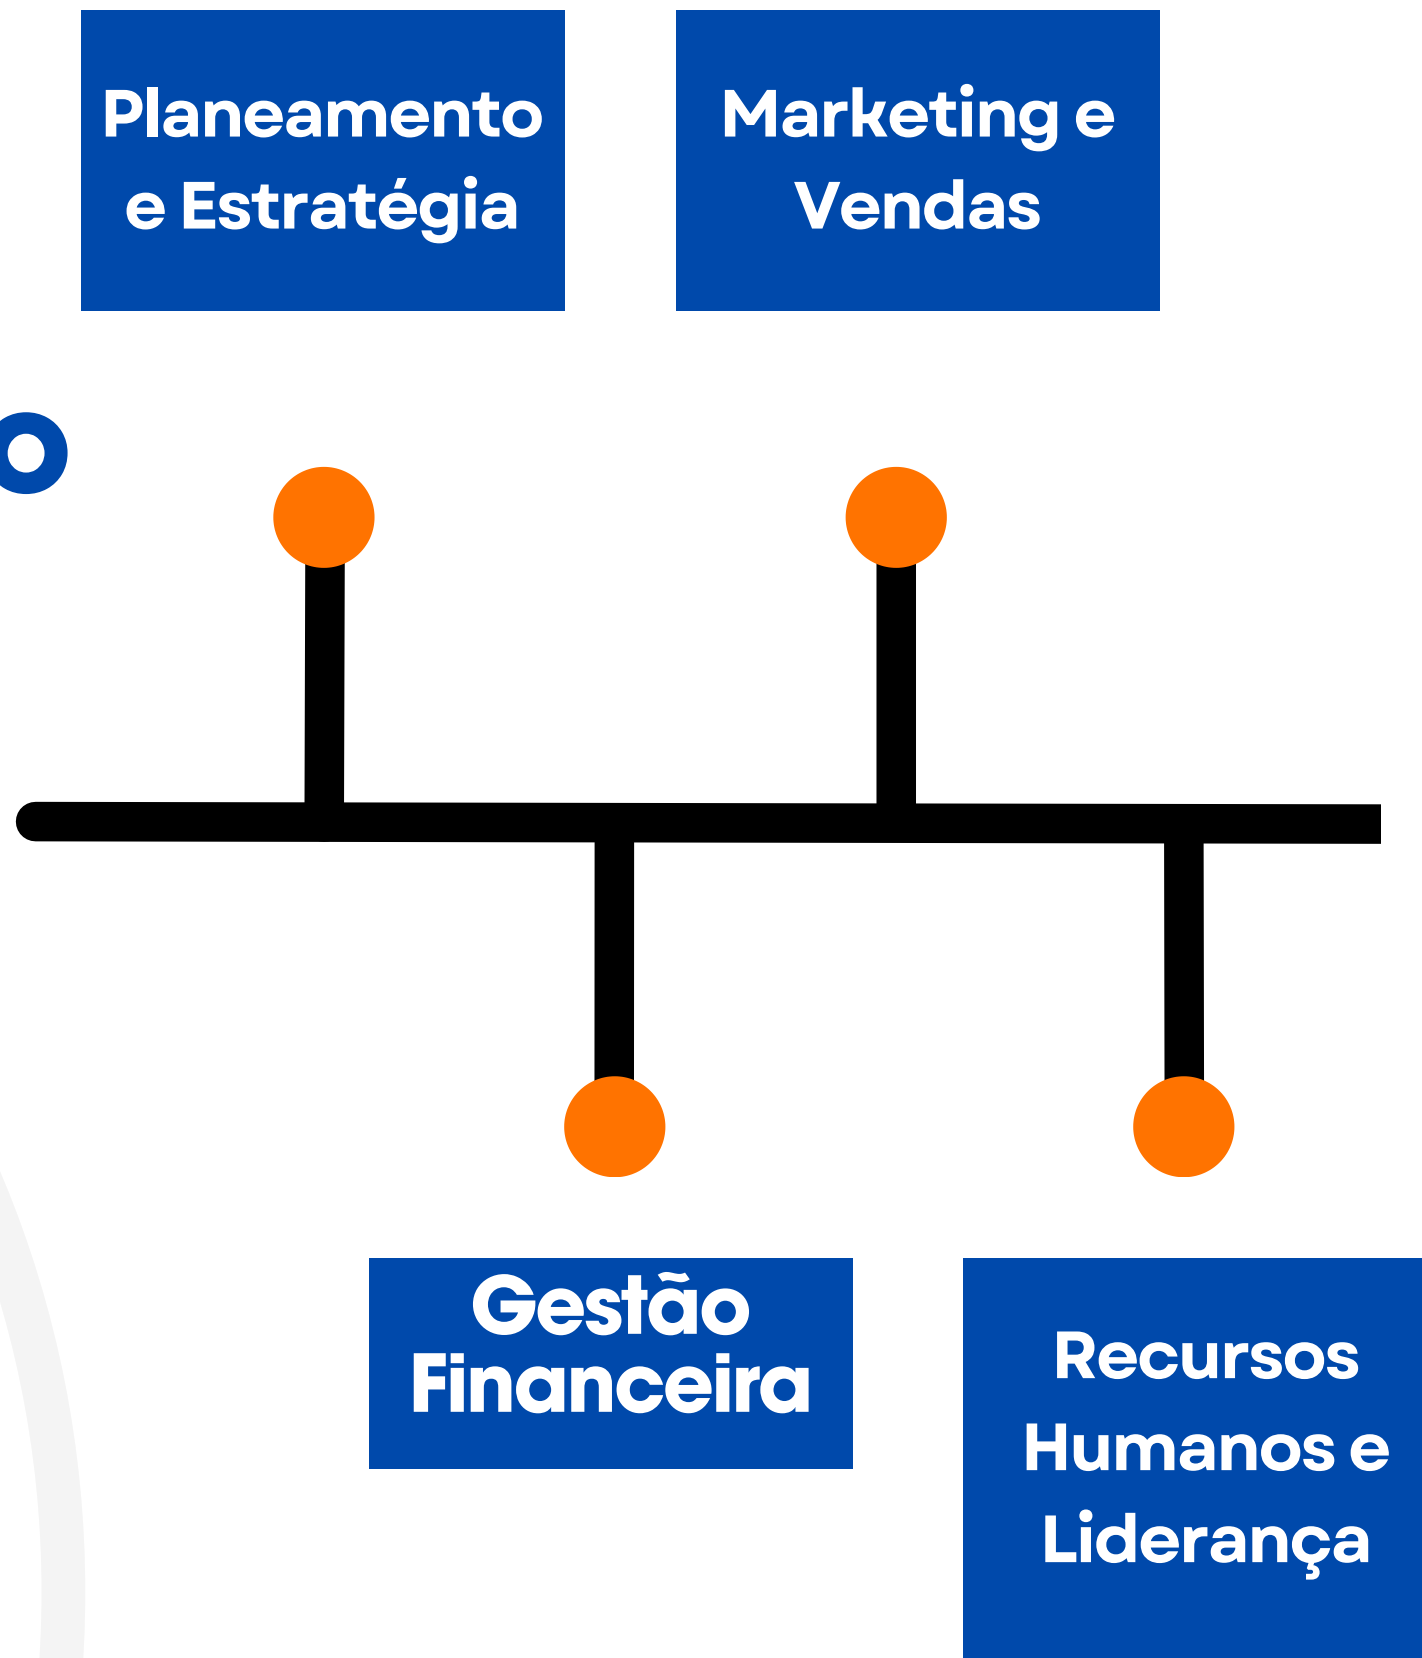 Planeamento
e Estratégia
Marketing e
Vendas
o
Gestão
Financeira
Recursos
Humanos e
Liderança